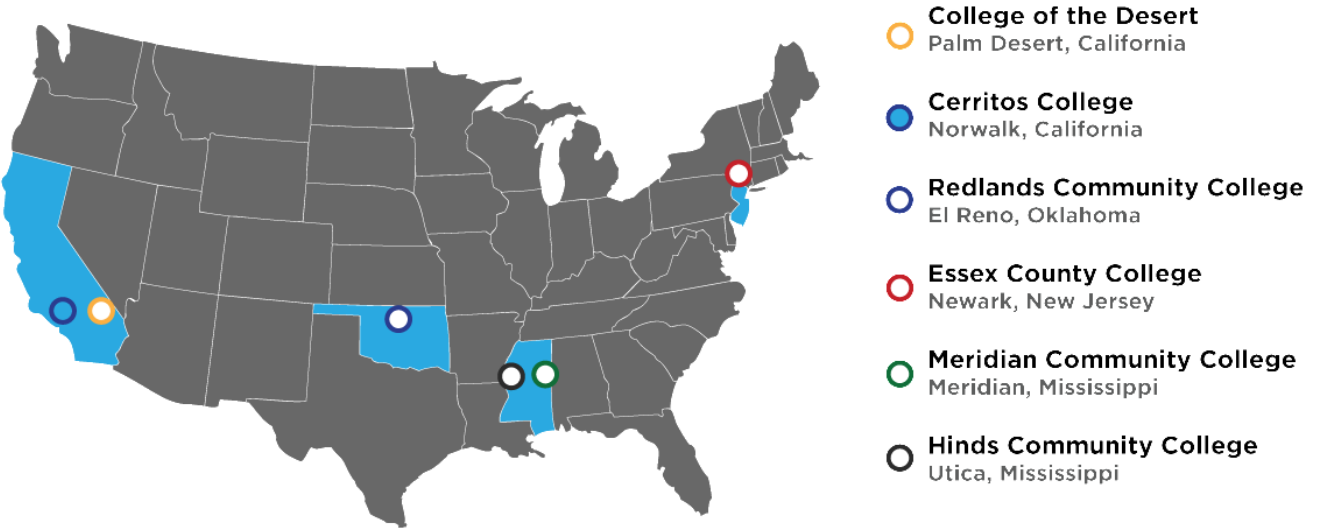 College of the Desert
Palm Desert, California
Cerritos College
Norwalk, California
Redlands Community College
El Reno, Oklahoma
Essex County College
Newark, New Jersey
Meridian Community College
Meridian, Mississippi
Hinds Community College
Utica, Mississippi